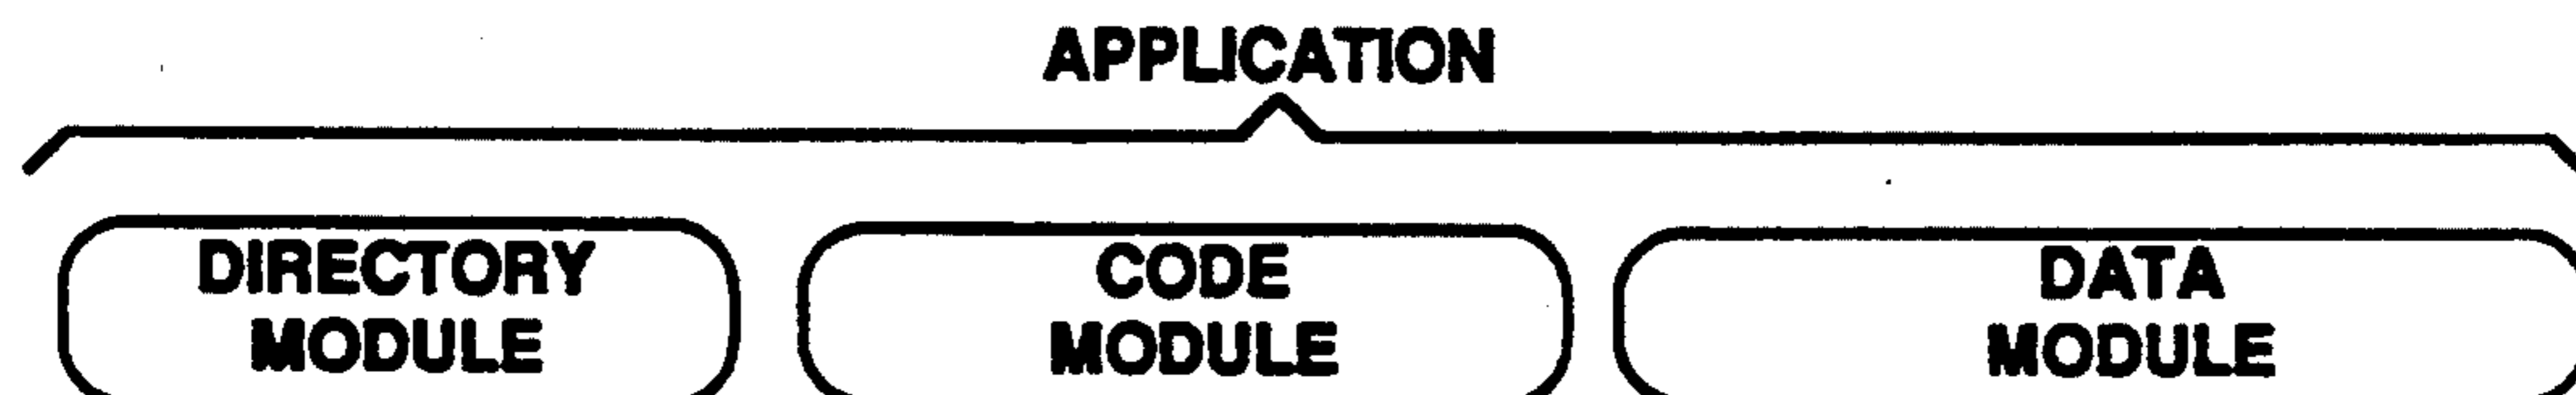 APPLICATION
DIRECTORY
MODULE
CODE
MODULE
DATA
MODULE